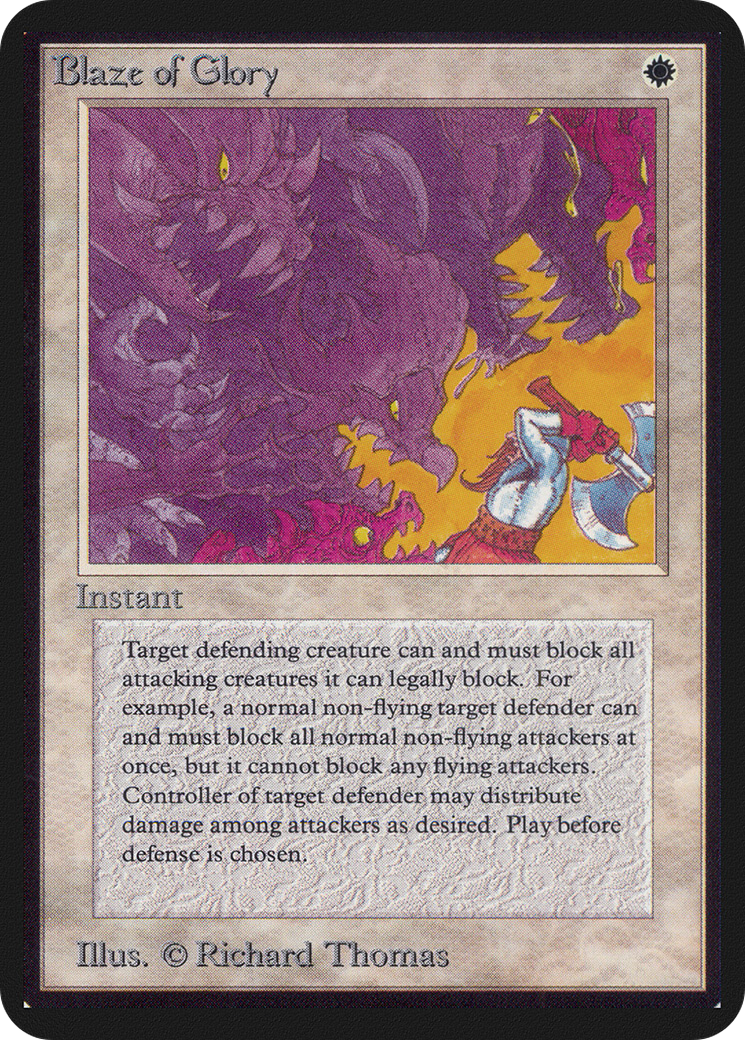 Blaze of Glory
Instant
Target defending creature can and must block all
attacking creatures it can legally block. For
example, a normal non-flying target defender can
and must block all normal non-flying attackers at
once, but it cannot block any flying attackers.
Controller of target defender may distribute
damage among attackers as desired. Play before
defense is chosen.
Illus. © Richard Thomas